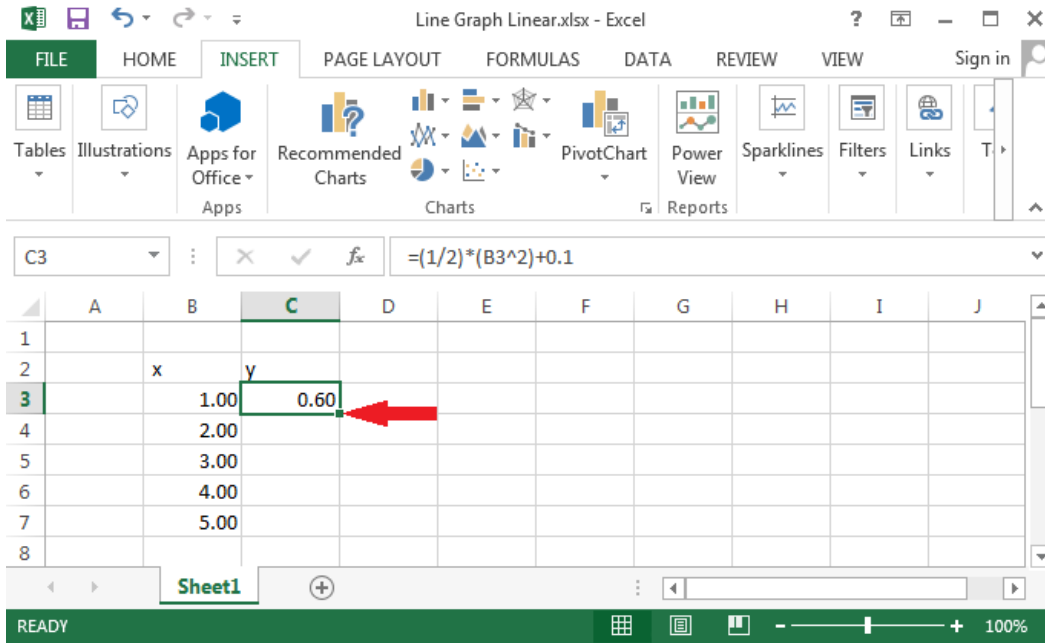 Line Graph Linear.xlsx - Excel ?
FILE HOME INSERT PAGE LAYOUT FORMULAS DATA REVIEW VIEW Sign in
Tables Illustrations Apps for Office Recommended Charts PivotChart Power View Sparklines Filters Links
Apps Charts Reports
C3 fx =(1/2)*(B3^2)+0.1
A B C D E F G H I J
1
2 x y
3 1.00 0.60
4 2.00
5 3.00
6 4.00
7 5.00
8
Sheet1
READY 100%